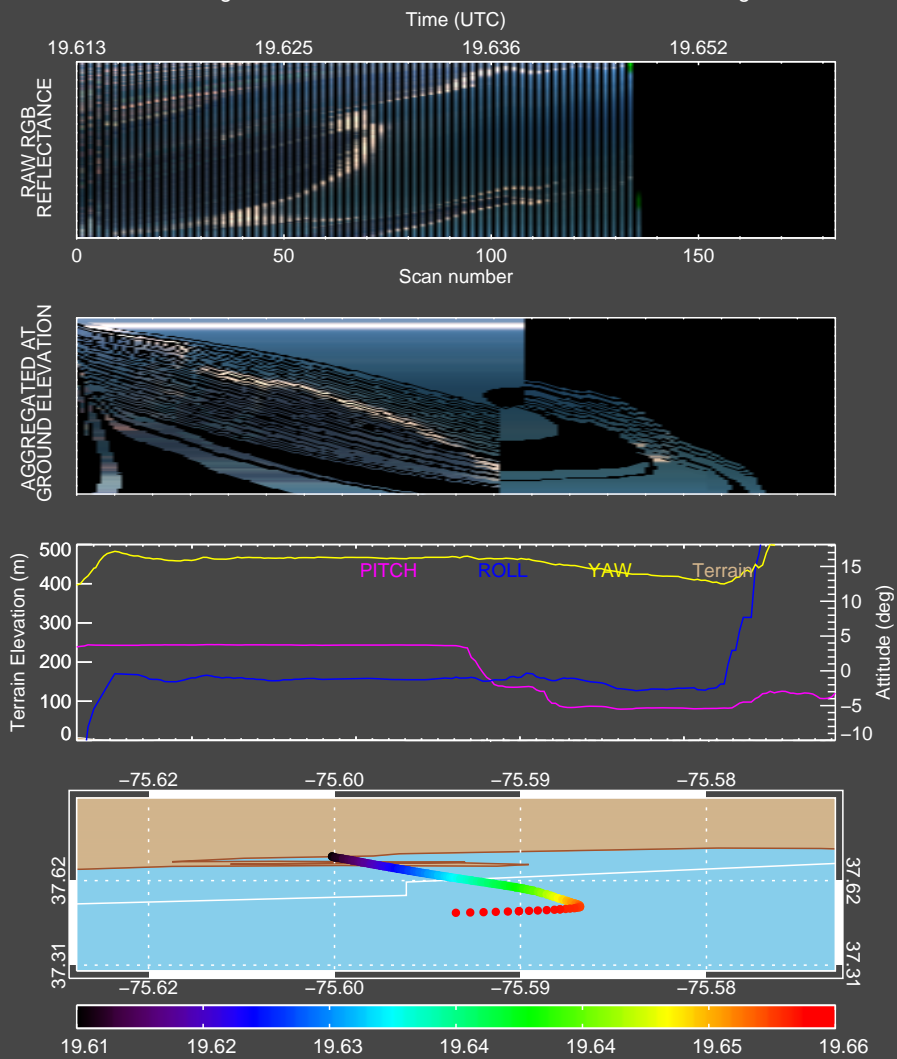 Time (UTC)
19.613 19.625 19.636 19.652
RAW RGB
REFLECTANCE
0 50 100 150
Scan number
AGGREGATED AT
GROUND ELEVATION
Terrain Elevation (m)
500
400
300
200
100
0
PITCH ROLL YAW Terrain
15
10
5
0
−5
−10
Attitude (deg)
−75.62 −75.60 −75.59 −75.58
37.62 37.62
37.31 37.31
−75.62 −75.60 −75.59 −75.58
19.61 19.62 19.63 19.64 19.64 19.65 19.66